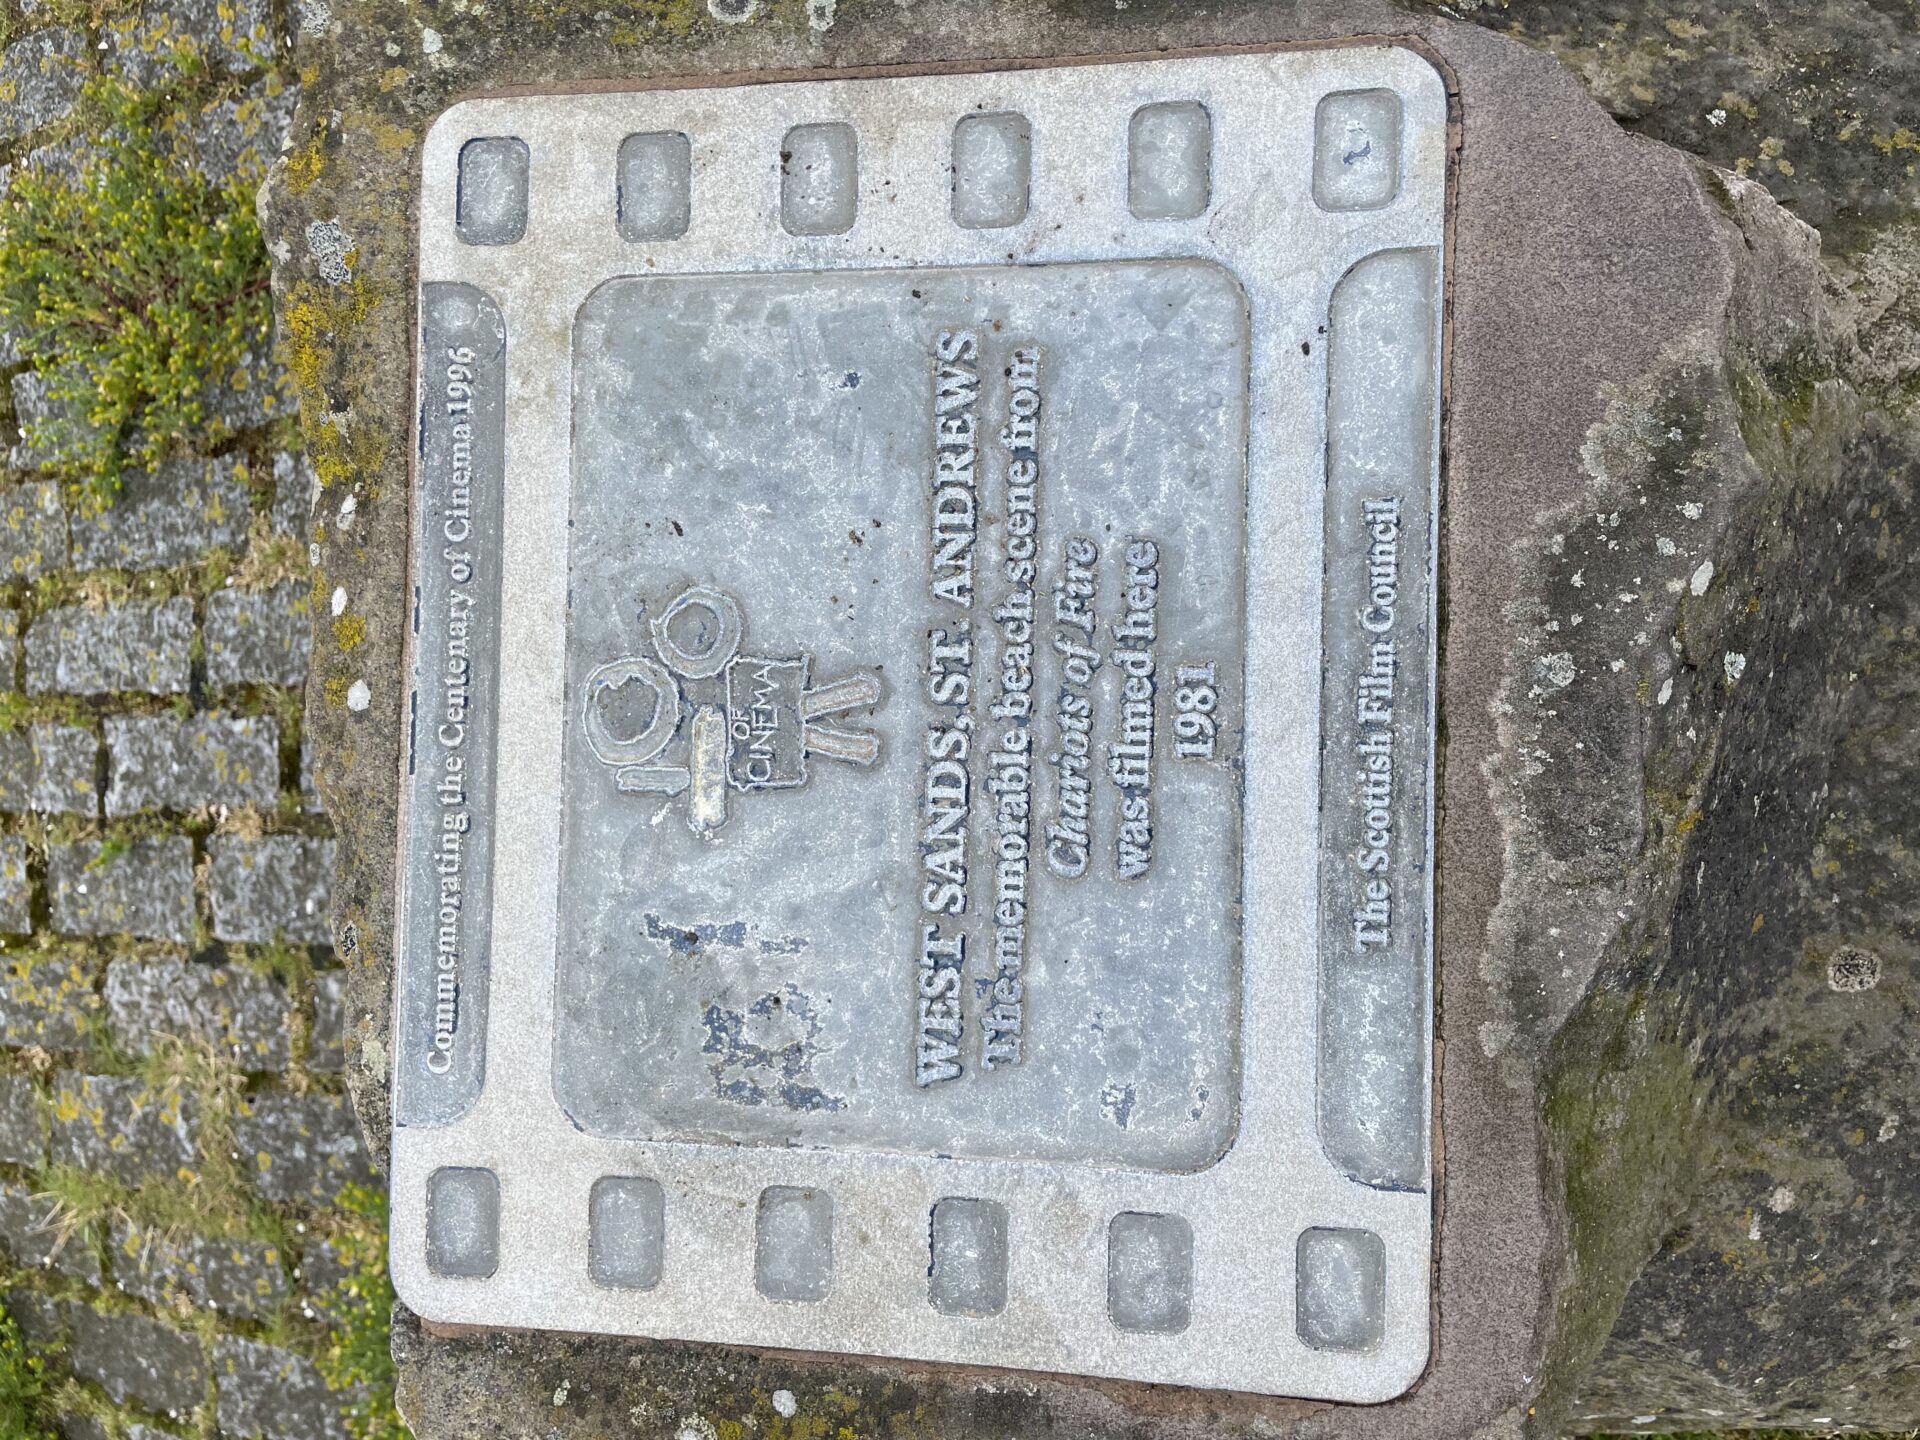 Commemorating the Centenary of Cinema 1996
OF
CINEMA
WEST SANDS, ST. ANDREWS
The memorable beach scene from
Chariots of Fire
was filmed here
1981
The Scottish Film Council